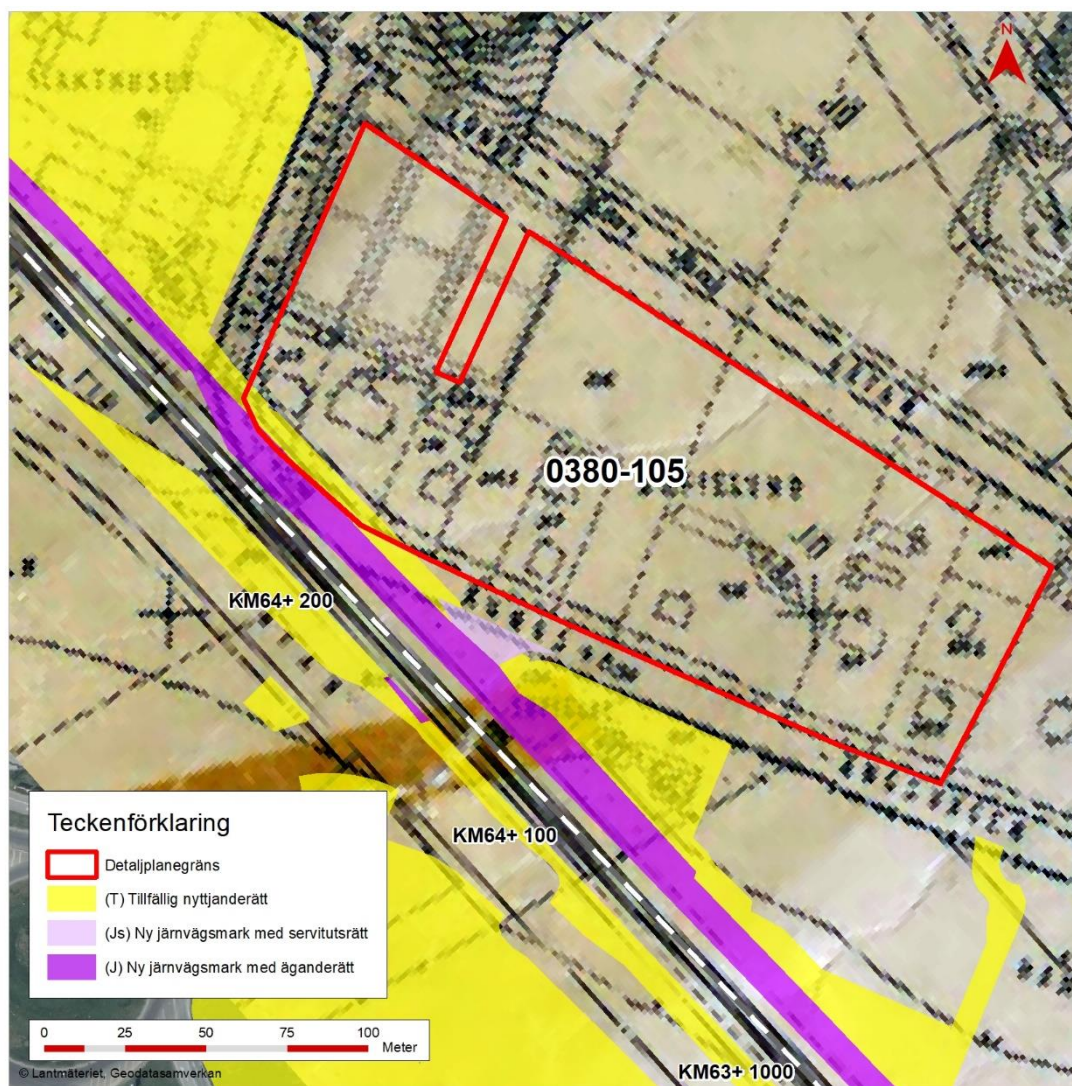 N
0380-105
KM64+ 200
KM64+ 100
KM63+ 1000
Teckenförklaring
Detaljplanegräns
(T) Tillfällig nyttjanderätt
(Js) Ny järnvägsmark med servitutsrätt
(J) Ny järnvägsmark med äganderätt
0 25 50 75 100
Meter
© Lantmäteriet, Geodatasamverkan